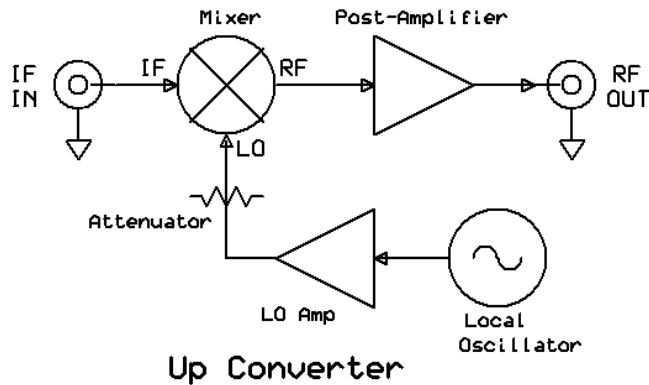 Mixer
Post-Amplifier
IF
IN
IF
RF
RF
OUT
LO
Attenuator
LO Amp
Local
Oscillator
Up Converter